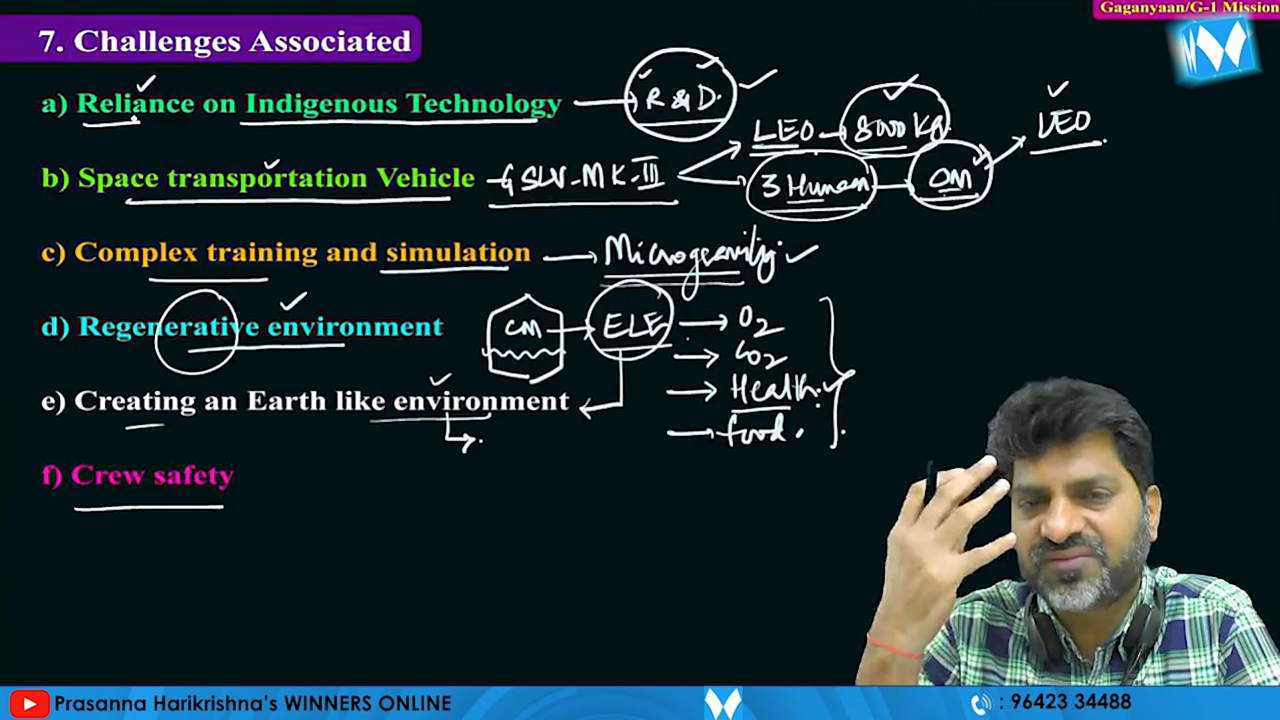 Gaganyaan/G-1 Mission
7. Challenges Associated
a) Reliance on Indigenous Technology R & D.
LEO 8000 Kg LEO
b) Space transportation Vehicle GSLV-MK-III 3 Human OM
c) Complex training and simulation Microgravity
d) Regenerative environment CM ELE O2
CO2
Health.
e) Creating an Earth like environment
food.
f) Crew safety
Prasanna Harikrishna's WINNERS ONLINE : 96423 34488